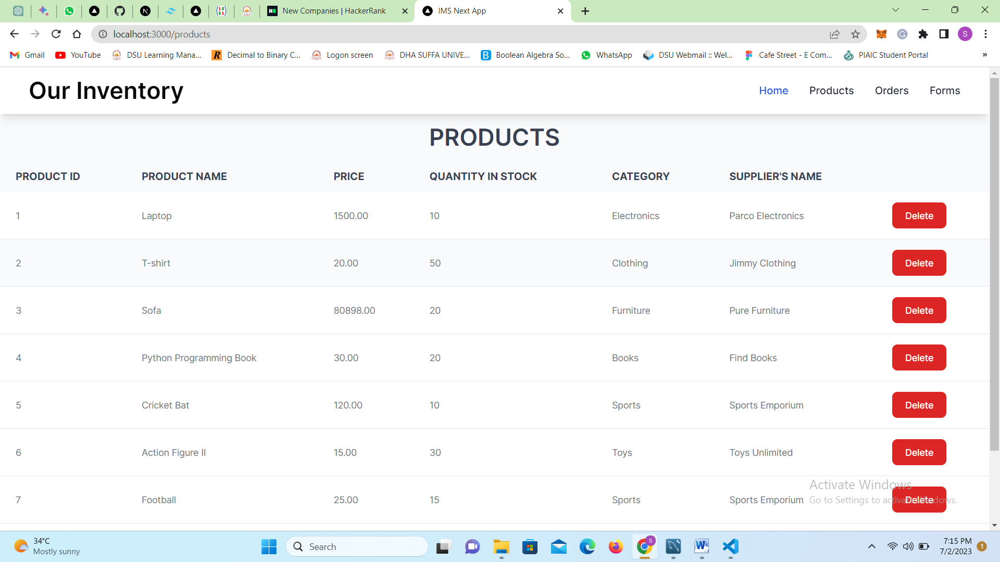 New Companies | HackerRank
IMS Next App
localhost:3000/products
S
Gmail
YouTube
DSU Learning Mana...
Decimal to Binary C...
Logon screen
DHA SUFFA UNIVE...
Boolean Algebra So...
WhatsApp
DSU Webmail :: Wel...
Cafe Street - E Com...
PIAIC Student Portal
»
Our Inventory
Home Products Orders Forms
PRODUCTS
PRODUCT ID PRODUCT NAME PRICE QUANTITY IN STOCK CATEGORY SUPPLIER'S NAME
1 Laptop 1500.00 10 Electronics Parco Electronics Delete
2 T-shirt 20.00 50 Clothing Jimmy Clothing Delete
3 Sofa 80898.00 20 Furniture Pure Furniture Delete
4 Python Programming Book 30.00 20 Books Find Books Delete
5 Cricket Bat 120.00 10 Sports Sports Emporium Delete
6 Action Figure II 15.00 30 Toys Toys Unlimited Delete
7 Football 25.00 15 Sports Sports Emporium Delete
Activate Windows
Go to Settings to activate Windows.
34°C
Mostly sunny
Search
7:15 PM
7/2/2023
1